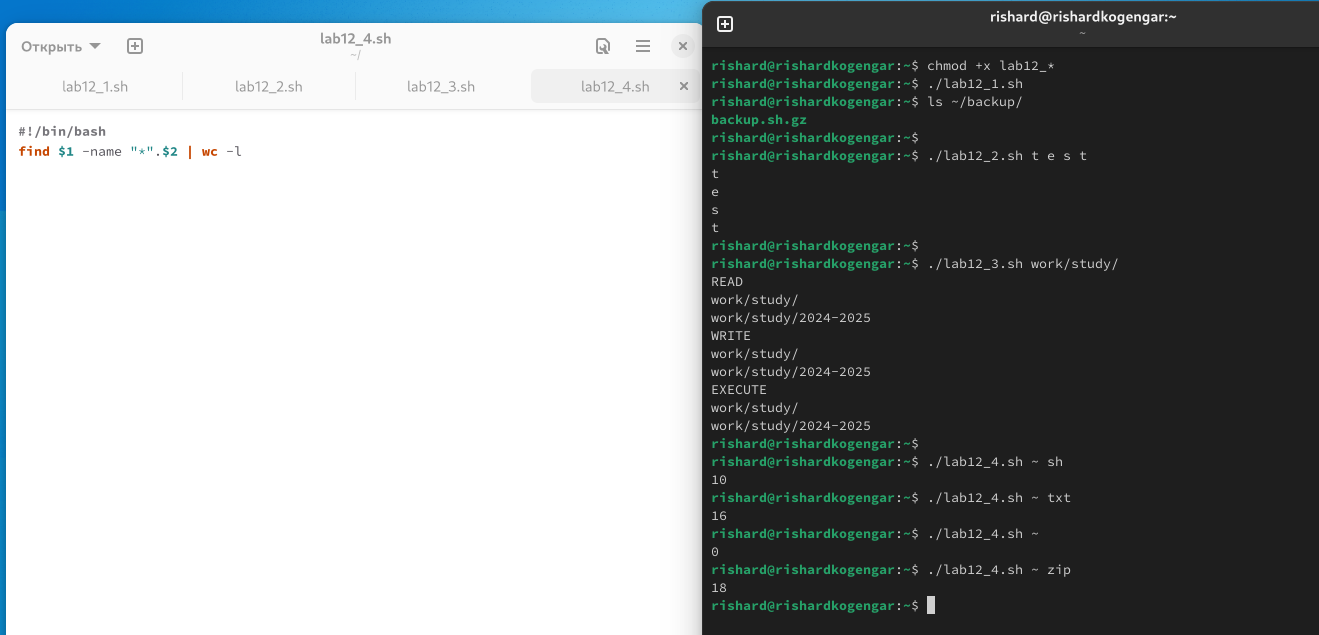 Открыть
lab12_4.sh
~/
lab12_1.sh
lab12_2.sh
lab12_3.sh
lab12_4.sh
#!/bin/bash
find $1 -name "*".$2 | wc -l
rishard@rishardkogengar:~
~
rishard@rishardkogengar:~$ chmod +x lab12_*
rishard@rishardkogengar:~$ ./lab12_1.sh
rishard@rishardkogengar:~$ ls ~/backup/
backup.sh.gz
rishard@rishardkogengar:~$
rishard@rishardkogengar:~$ ./lab12_2.sh t e s t
t
e
s
t
rishard@rishardkogengar:~$
rishard@rishardkogengar:~$ ./lab12_3.sh work/study/
READ
work/study/
work/study/2024-2025
WRITE
work/study/
work/study/2024-2025
EXECUTE
work/study/
work/study/2024-2025
rishard@rishardkogengar:~$
rishard@rishardkogengar:~$ ./lab12_4.sh ~ sh
10
rishard@rishardkogengar:~$ ./lab12_4.sh ~ txt
16
rishard@rishardkogengar:~$ ./lab12_4.sh ~
0
rishard@rishardkogengar:~$ ./lab12_4.sh ~ zip
18
rishard@rishardkogengar:~$